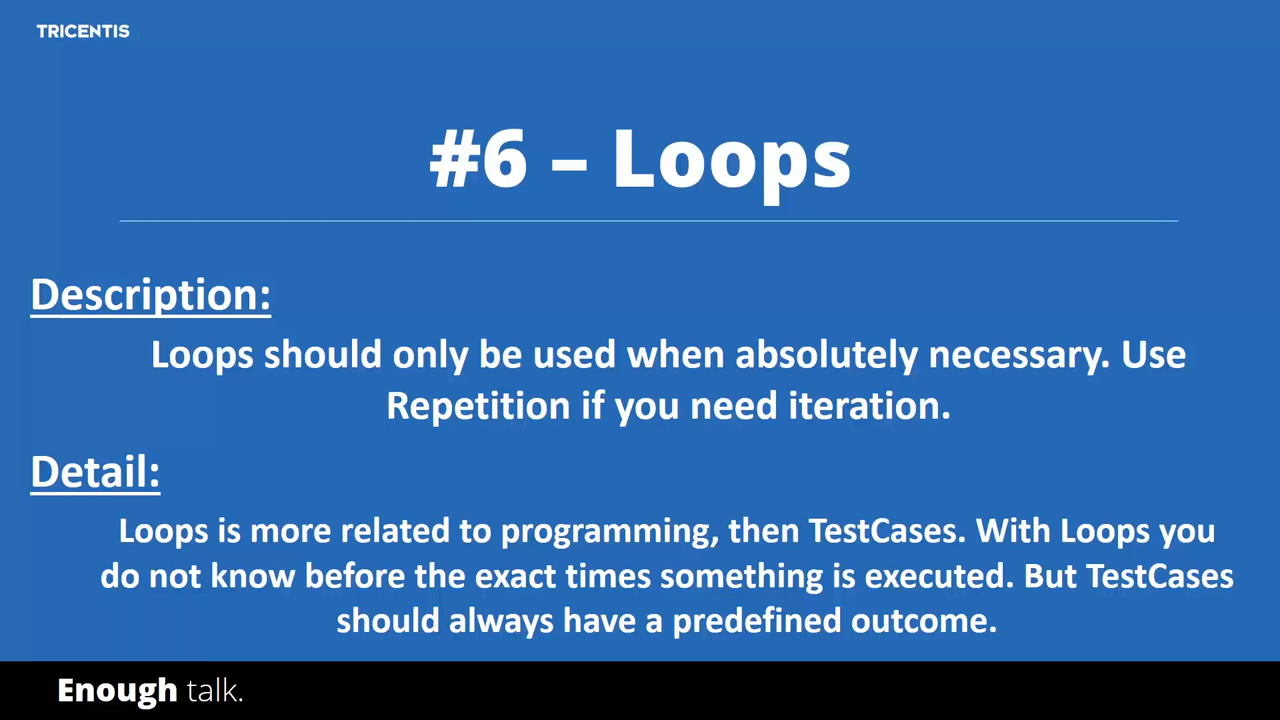 TRICENTIS
#6 – Loops
Description:
Loops should only be used when absolutely necessary. Use
Repetition if you need iteration.
Detail:
Loops is more related to programming, then TestCases. With Loops you
do not know before the exact times something is executed. But TestCases
should always have a predefined outcome.
Enough talk.